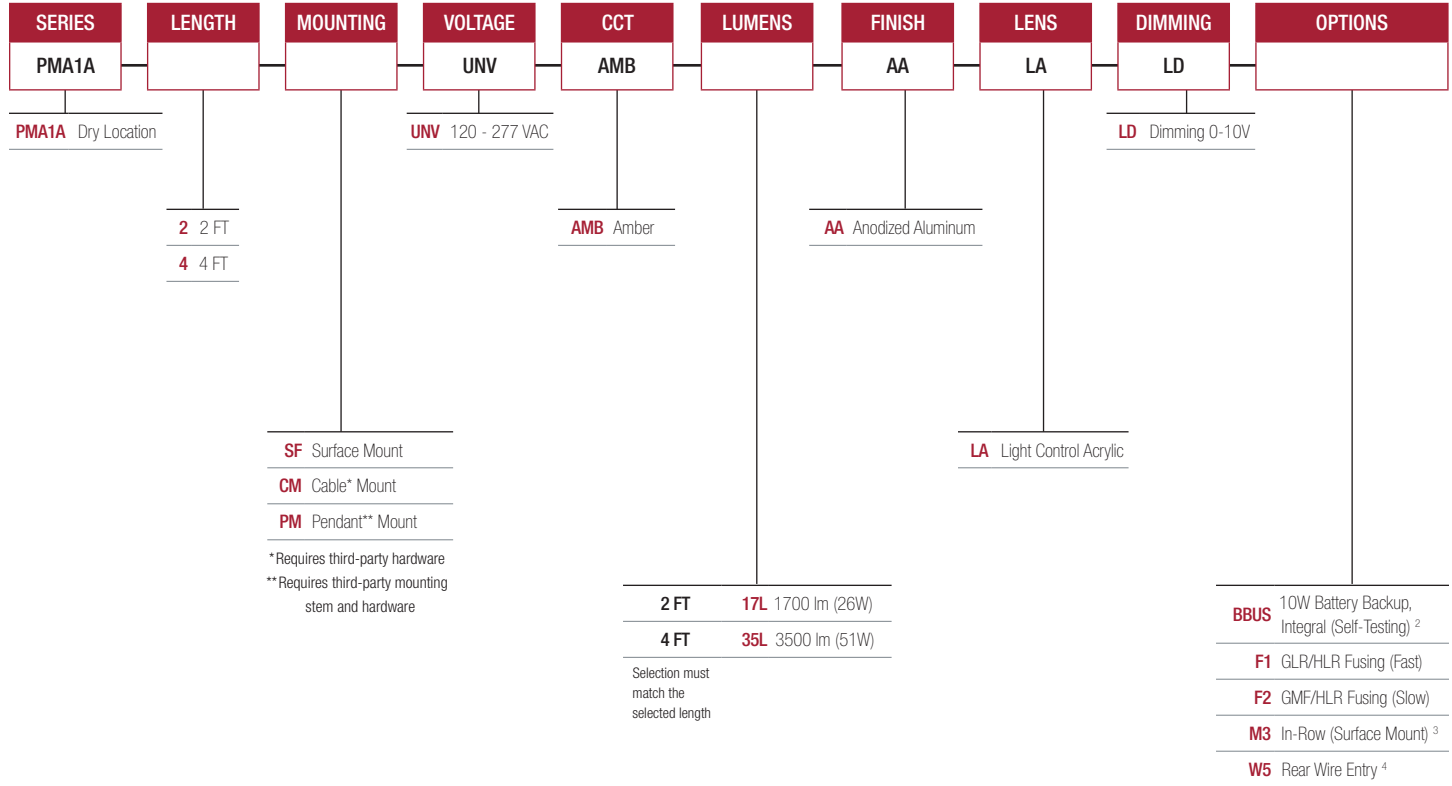 SERIES LENGTH MOUNTING VOLTAGE CCT LUMENS FINISH LENS DIMMING OPTIONS
PMA1A UNV AMB AA LA LD
PMA1A Dry Location
UNV 120 - 277 VAC
LD Dimming 0-10V
2 2 FT
4 4 FT
AMB Amber
AA Anodized Aluminum
SF Surface Mount
CM Cable* Mount
PM Pendant** Mount
*Requires third-party hardware
**Requires third-party mounting
stem and hardware
LA Light Control Acrylic
2 FT 17L 1700 lm (26W)
4 FT 35L 3500 lm (51W)
Selection must
match the
selected length
BBUS 10W Battery Backup,
Integral (Self-Testing) 2
F1 GLR/HLR Fusing (Fast)
F2 GMF/HLR Fusing (Slow)
M3 In-Row (Surface Mount) 3
W5 Rear Wire Entry 4